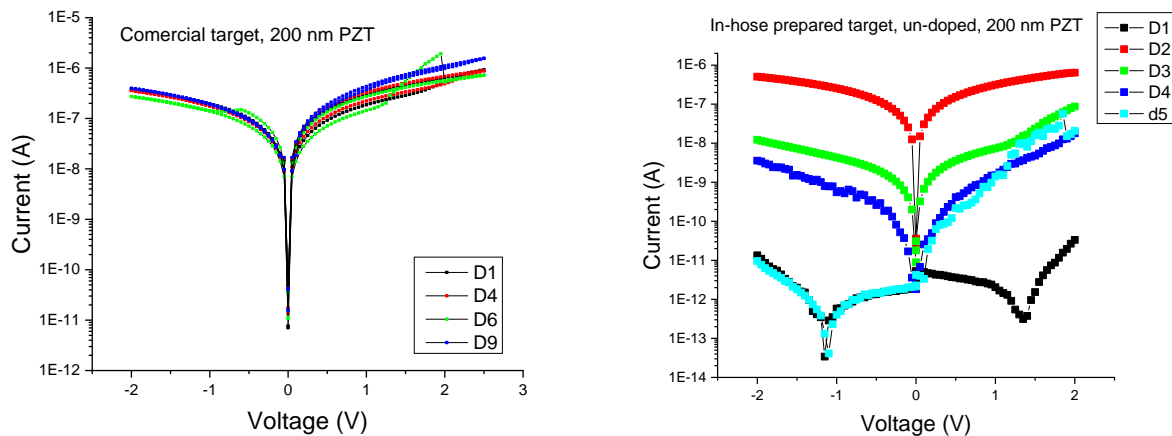 Comercial target, 200 nm PZT
1E-5
1E-6
1E-7
1E-8
1E-9
1E-10
1E-11
1E-12
Current (A)
-2
-1
0
1
2
3
Voltage (V)
D1
D4
D6
D9
In-hose prepared target, un-doped, 200 nm PZT
D1
D2
D3
D4
d5
1E-6
1E-7
1E-8
1E-9
1E-10
1E-11
1E-12
1E-13
1E-14
Current (A)
-2
-1
0
1
2
Voltage (V)